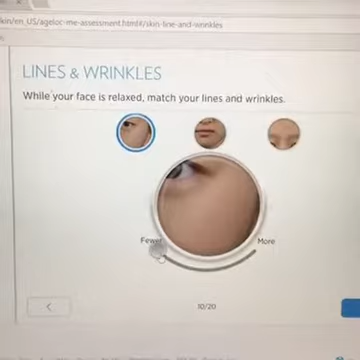 kin/en_US/ageloc-me-assessment.html#/skin-line-and-wrinkles
LINES & WRINKLES
While your face is relaxed, match your lines and wrinkles.
Fewer
More
10/20